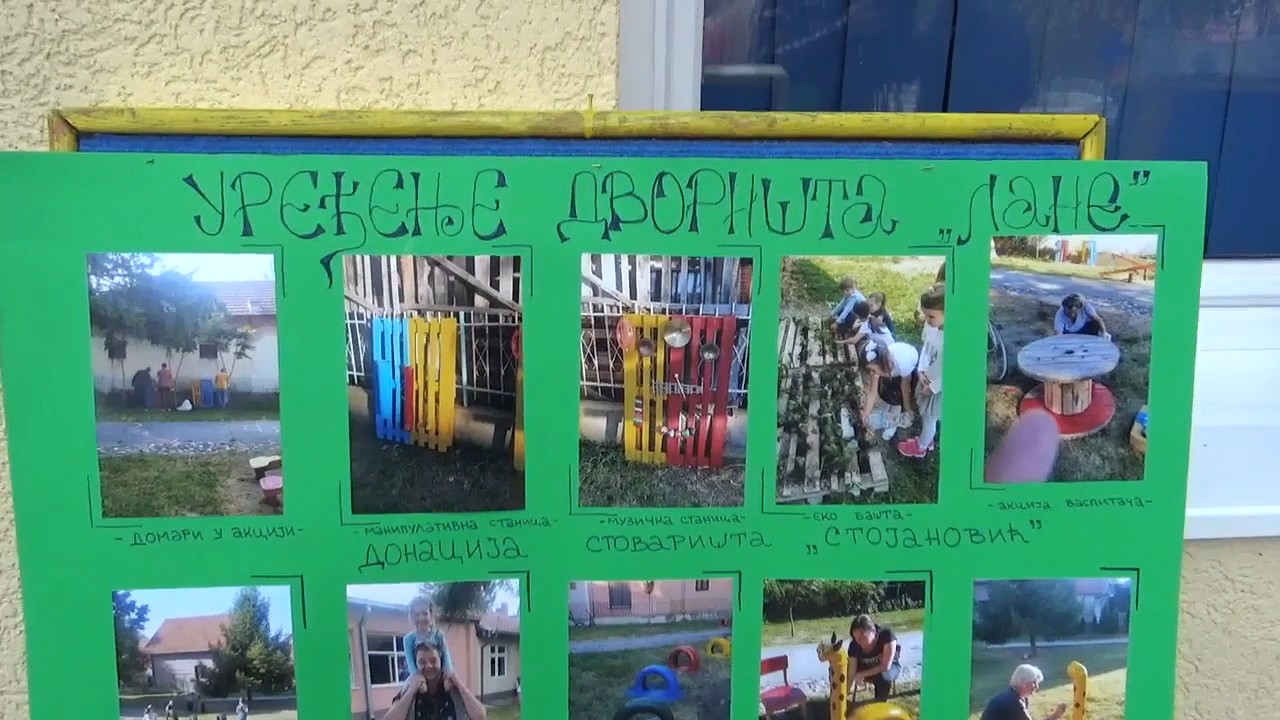 УРЕЂЕЊЕ ДВОРИШТА „ЛАНЕ”
- ДОМАРИ У АКЦИЈИ-
-МАНИПУЛАТИВНА СТАНИЦА-
-МУЗИЧКА СТАНИЦА-
-ЕКО БАШТА-
-АКЦИЈА ВАСПИТАЧА-
ДОНАЦИЈА СТОВАРИШТА „СТОЈАНОВИЋ”